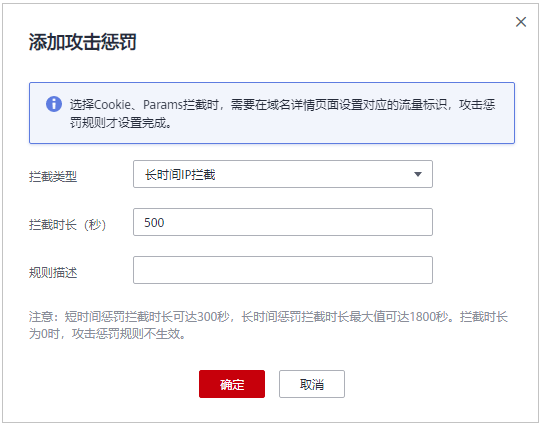 添加攻击惩罚
选择Cookie、Params拦截时，需要在域名详情页面设置对应的流量标识，攻击惩
罚规则才设置完成。
拦截类型
长时间IP拦截
拦截时长（秒）
500
规则描述
注意：短时间惩罚拦截时长可达300秒，长时间惩罚拦截时长最大值可达1800秒。拦截时长
为0时，攻击惩罚规则不生效。
确定
取消